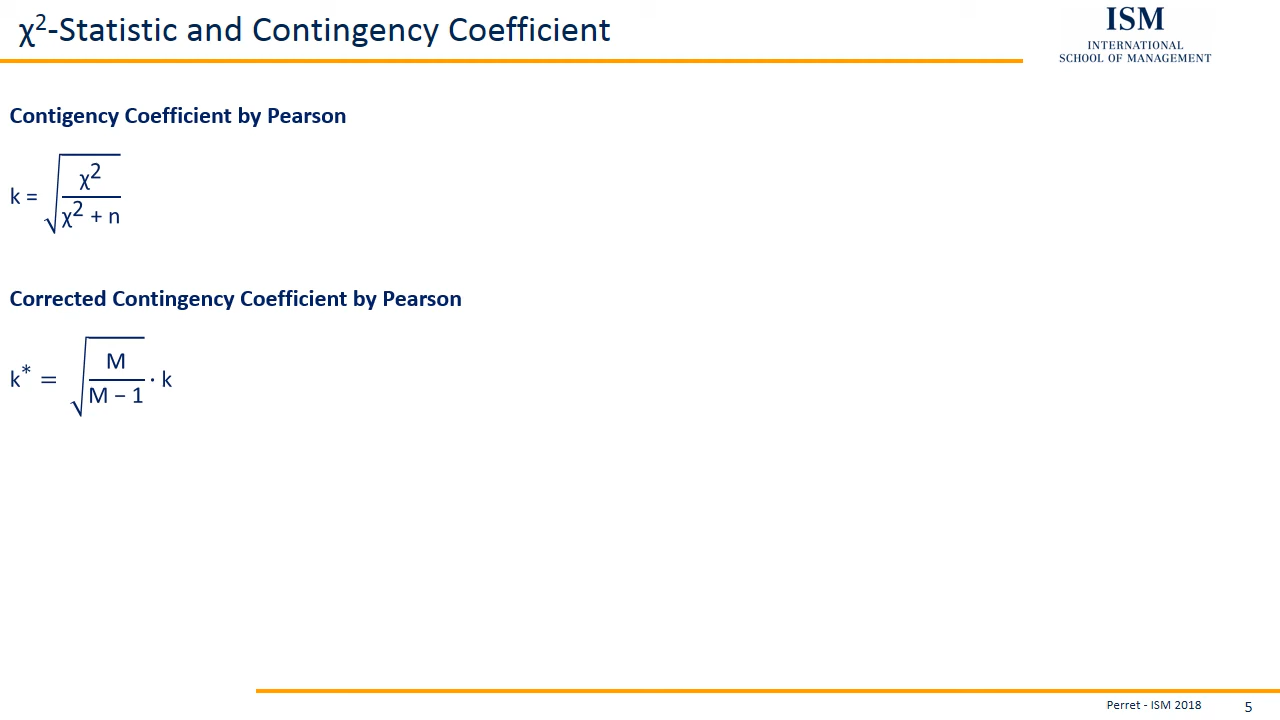 χ²-Statistic and Contingency Coefficient
ISM
INTERNATIONAL
SCHOOL OF MANAGEMENT
Contigency Coefficient by Pearson
k = √(χ² / (χ² + n))
Corrected Contingency Coefficient by Pearson
k* = √(M / (M − 1)) · k
Perret - ISM 2018 5